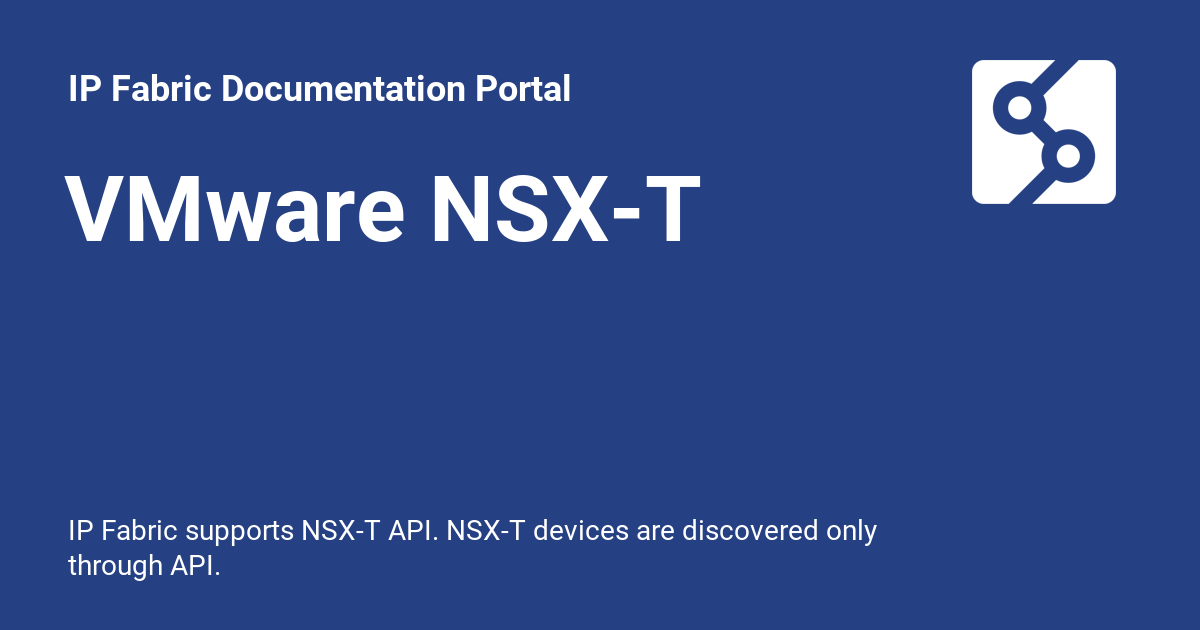 IP Fabric Documentation Portal
VMware NSX-T
IP Fabric supports NSX-T API. NSX-T devices are discovered only
through API.